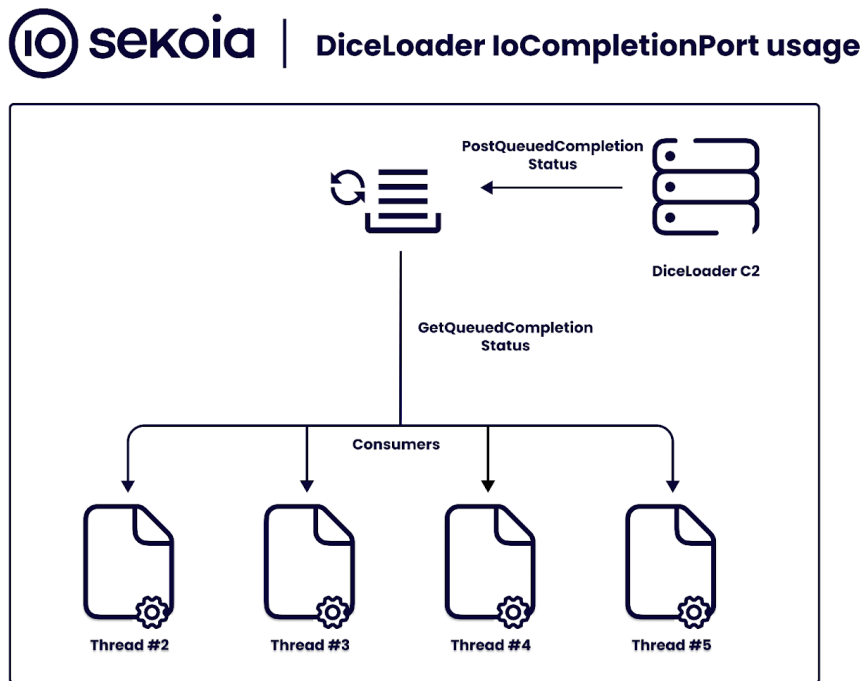 IO sekoia | DiceLoader IoCompletionPort usage
PostQueuedCompletion
Status
DiceLoader C2
GetQueuedCompletion
Status
Consumers
Thread #2
Thread #3
Thread #4
Thread #5